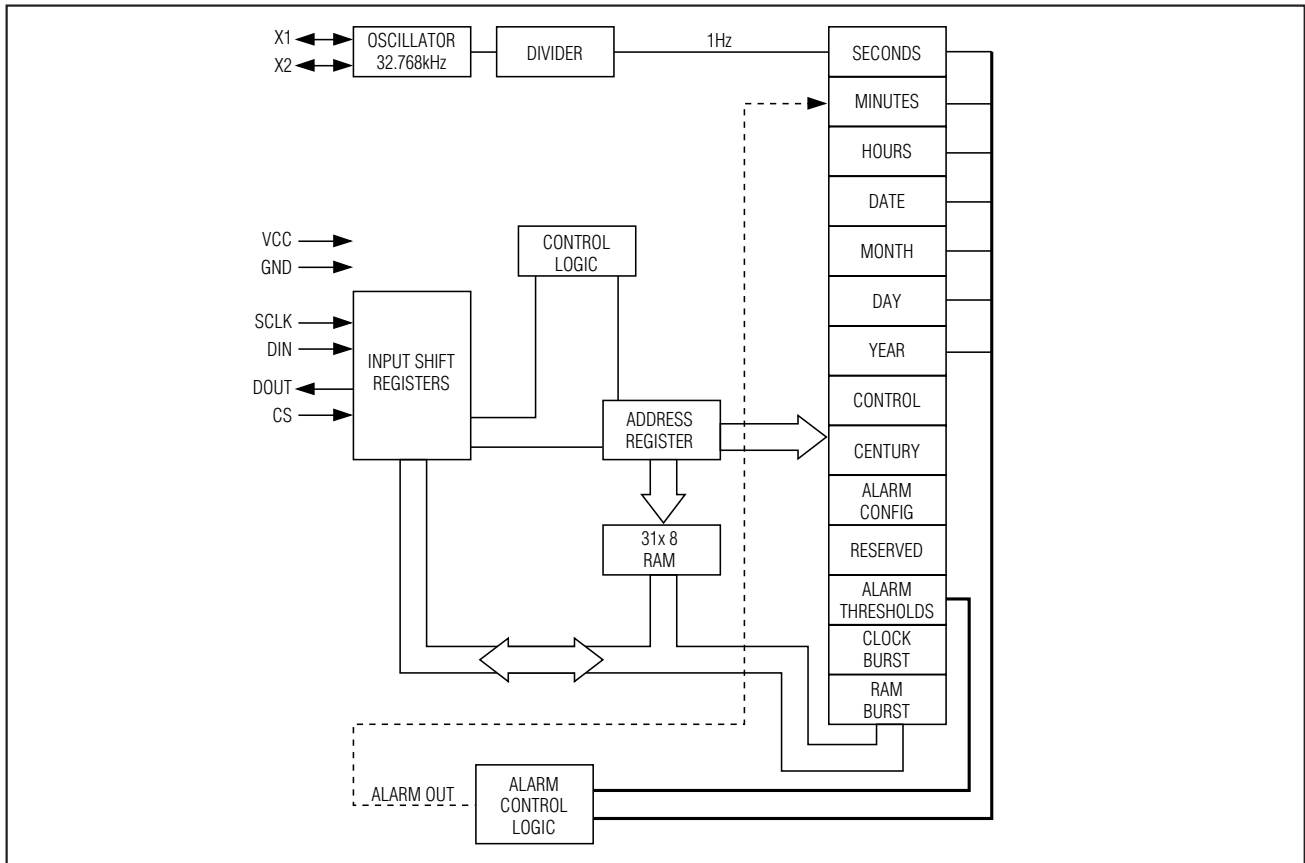 X1
X2
OSCILLATOR
32.768kHz
DIVIDER
1Hz
SECONDS
MINUTES
HOURS
DATE
MONTH
DAY
YEAR
CONTROL
CENTURY
ALARM
CONFIG
RESERVED
ALARM
THRESHOLDS
CLOCK
BURST
RAM
BURST
VCC
GND
SCLK
DIN
DOUT
CS
INPUT SHIFT
REGISTERS
CONTROL
LOGIC
ADDRESS
REGISTER
31x 8
RAM
ALARM OUT
ALARM
CONTROL
LOGIC